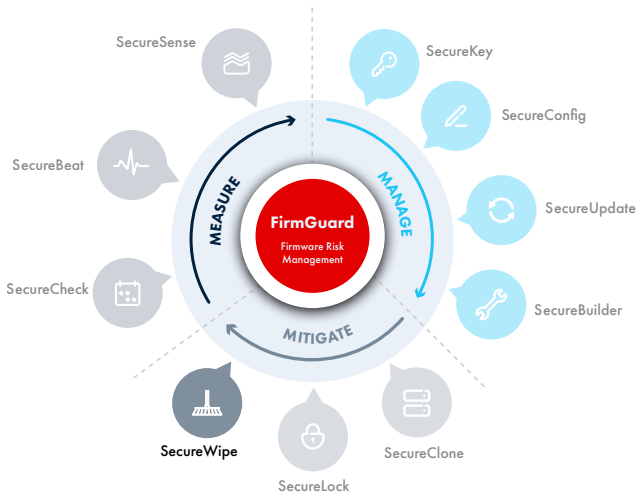 SecureSense
SecureKey
SecureConfig
SecureBeat
MEASURE
MANAGE
SecureUpdate
FirmGuard
Firmware Risk
Management
SecureCheck
SecureBuilder
MITIGATE
SecureWipe
SecureClone
SecureLock